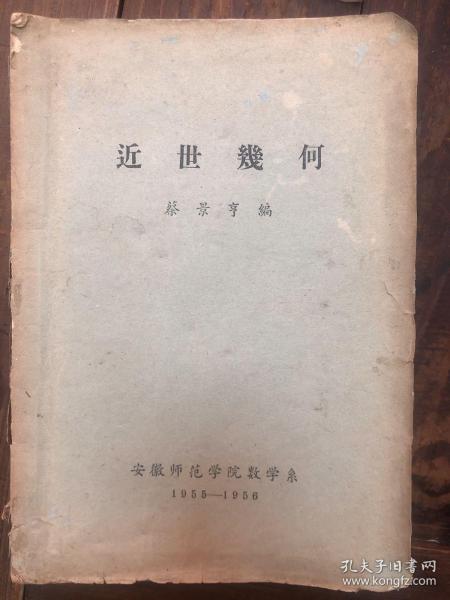 近世幾何
蔡景亨編
安徽师范学院数学系
1955—1956
孔夫子旧书网
www.kongfz.com